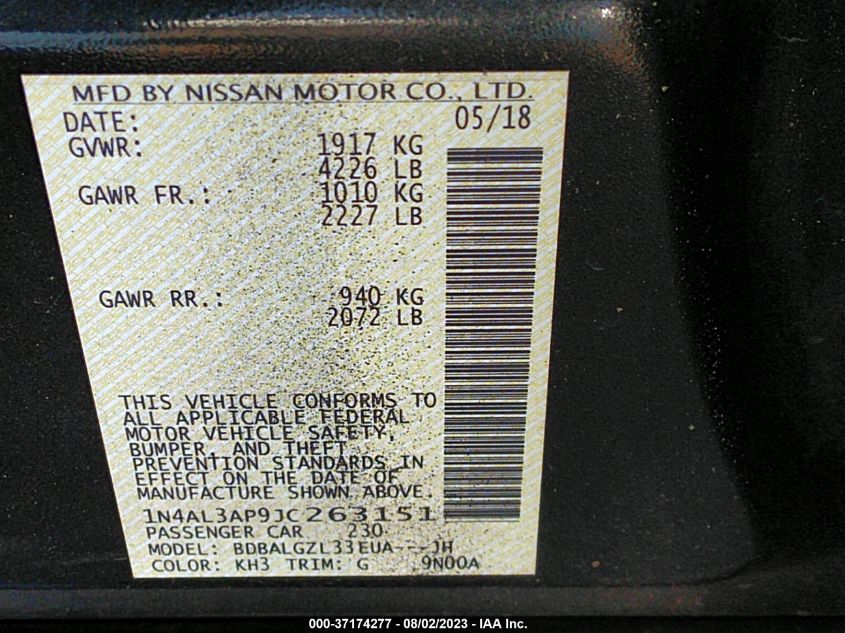 MFD BY NISSAN MOTOR CO., LTD.
DATE: 05/18
GVWR: 1917 KG
4226 LB
GAWR FR.: 1010 KG
2227 LB
GAWR RR.: 940 KG
2072 LB
THIS VEHICLE CONFORMS TO
ALL APPLICABLE FEDERAL
MOTOR VEHICLE SAFETY,
BUMPER, AND THEFT
PREVENTION STANDARDS IN
EFFECT ON THE DATE OF
MANUFACTURE SHOWN ABOVE.
1N4AL3AP9JC263151
PASSENGER CAR 230
MODEL: BDBALGZL33EUA---JH
COLOR: KH3 TRIM: G 9N00A
000-37174277 - 08/02/2023 - IAA Inc.